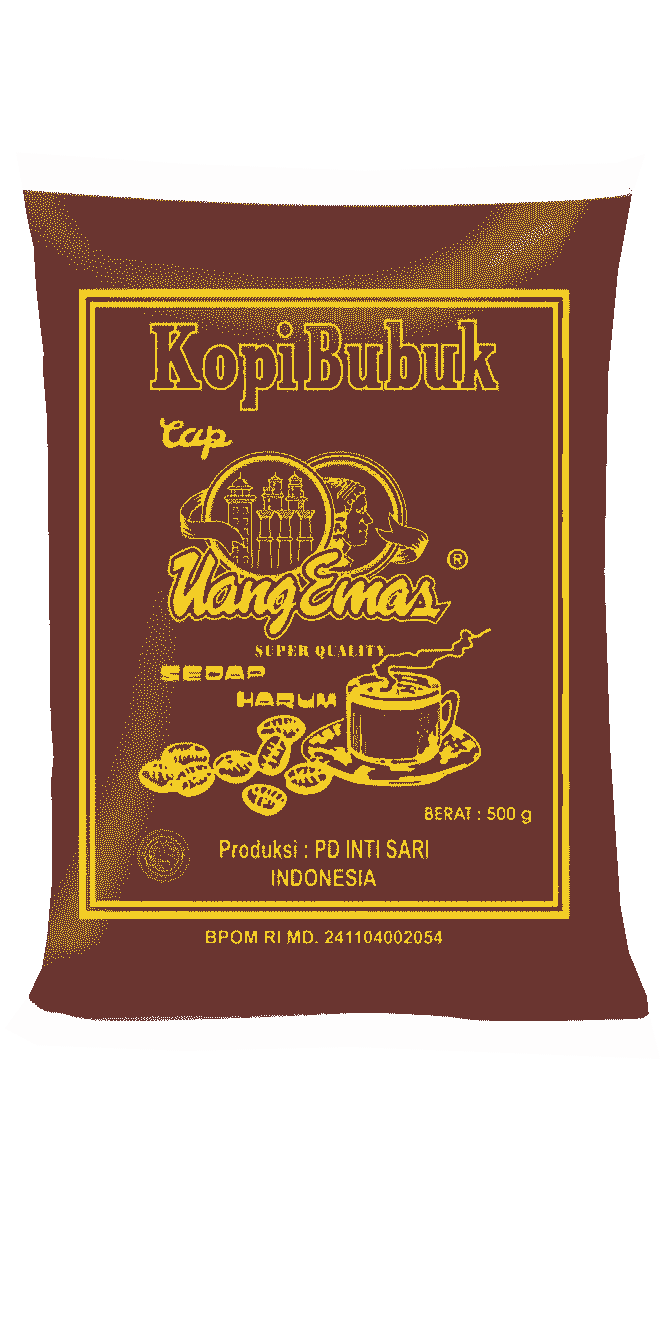 Kopi Bubuk
Cap
Uang Emas ®
SUPER QUALITY
SEDAP
HARUM
BERAT : 500 g
Produksi : PD INTI SARI
INDONESIA
BPOM RI MD. 241104002054